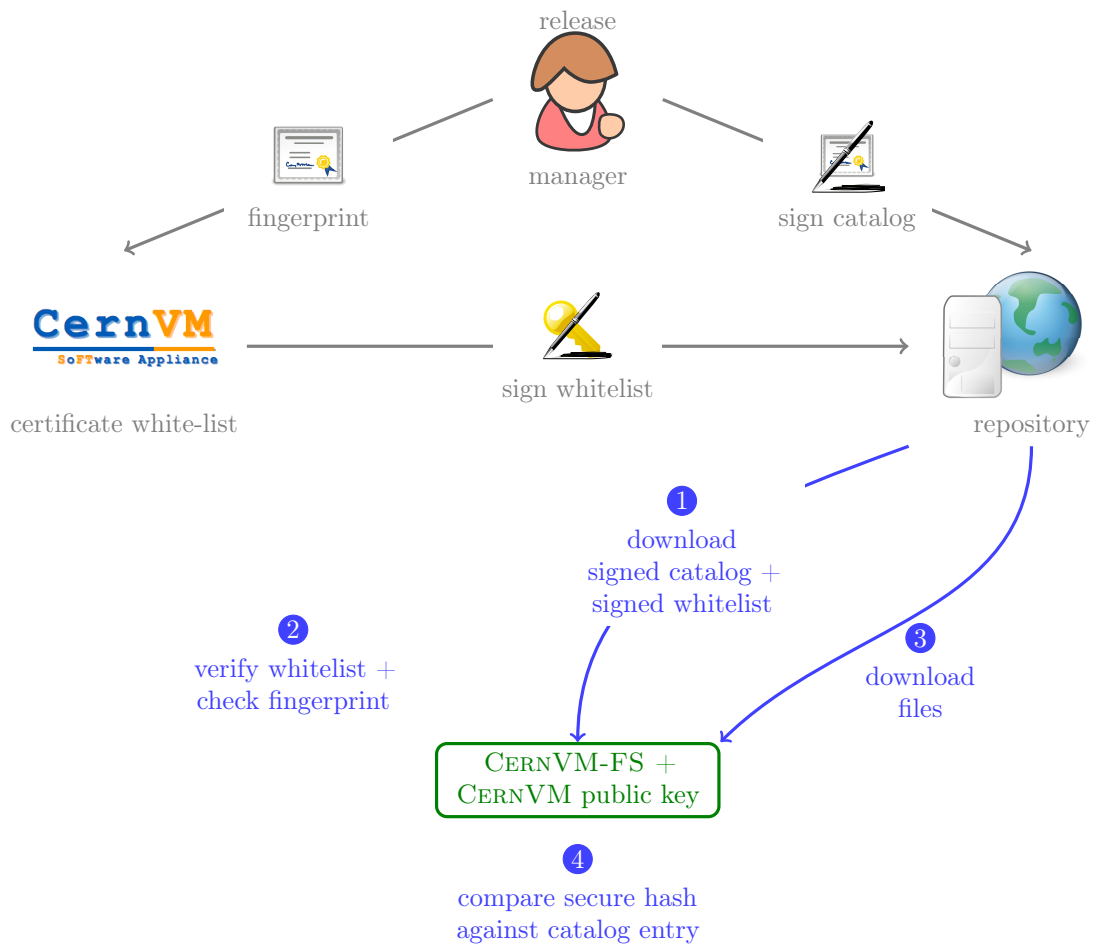 release
manager
fingerprint
sign catalog
CernVM
SoFTware Appliance
sign whitelist
certificate white-list
repository
1
download
signed catalog +
signed whitelist
2
verify whitelist +
check fingerprint
3
download
files
CERNVM-FS +
CERNVM public key
4
compare secure hash
against catalog entry